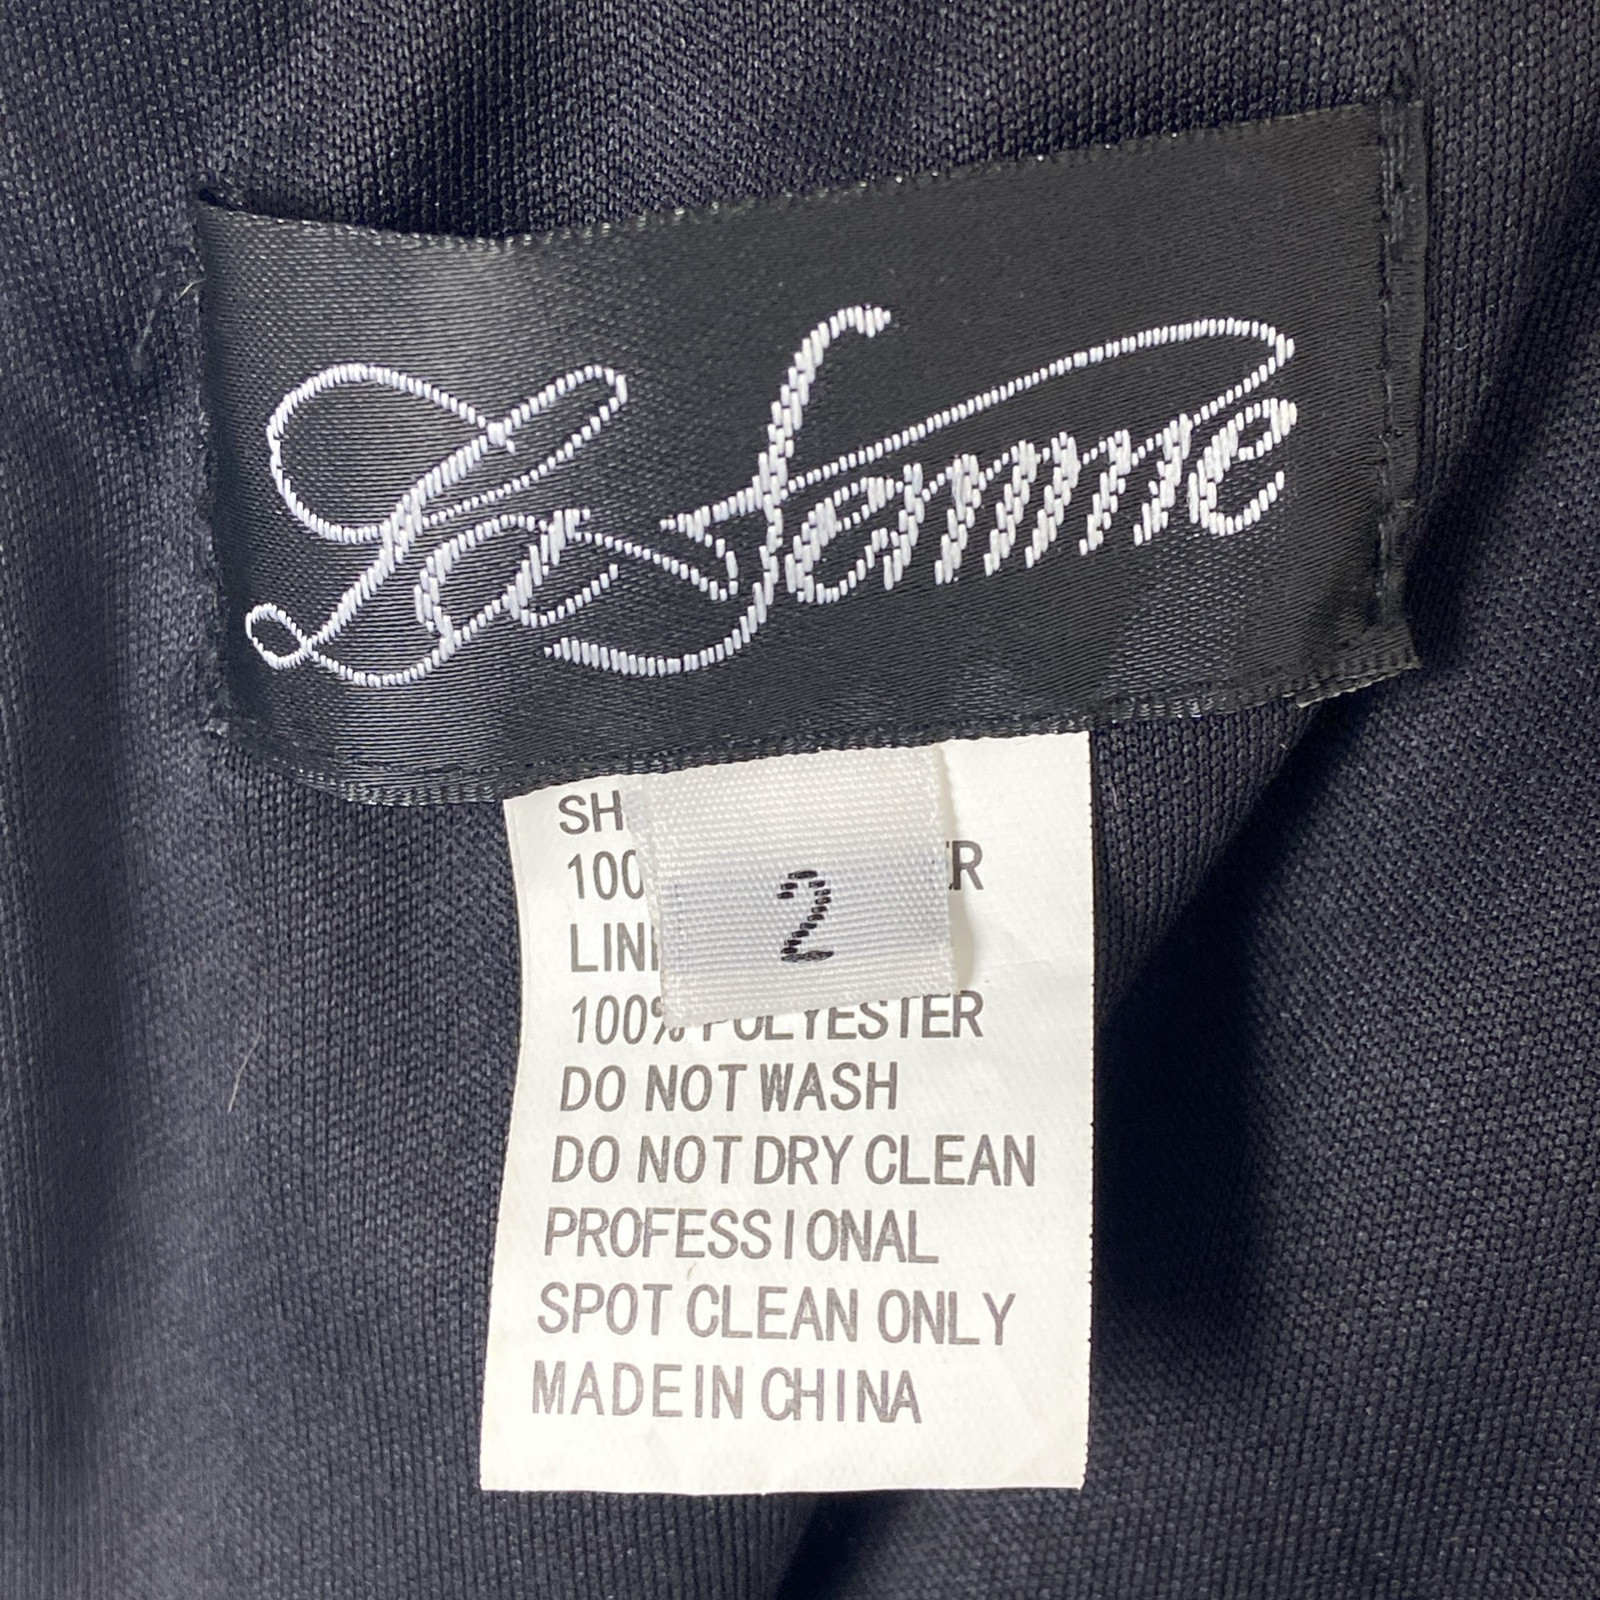 La Femme
2
SH
100 ER
LIN
100% POLYESTER
DO NOT WASH
DO NOT DRY CLEAN
PROFESSIONAL
SPOT CLEAN ONLY
MADE IN CHINA